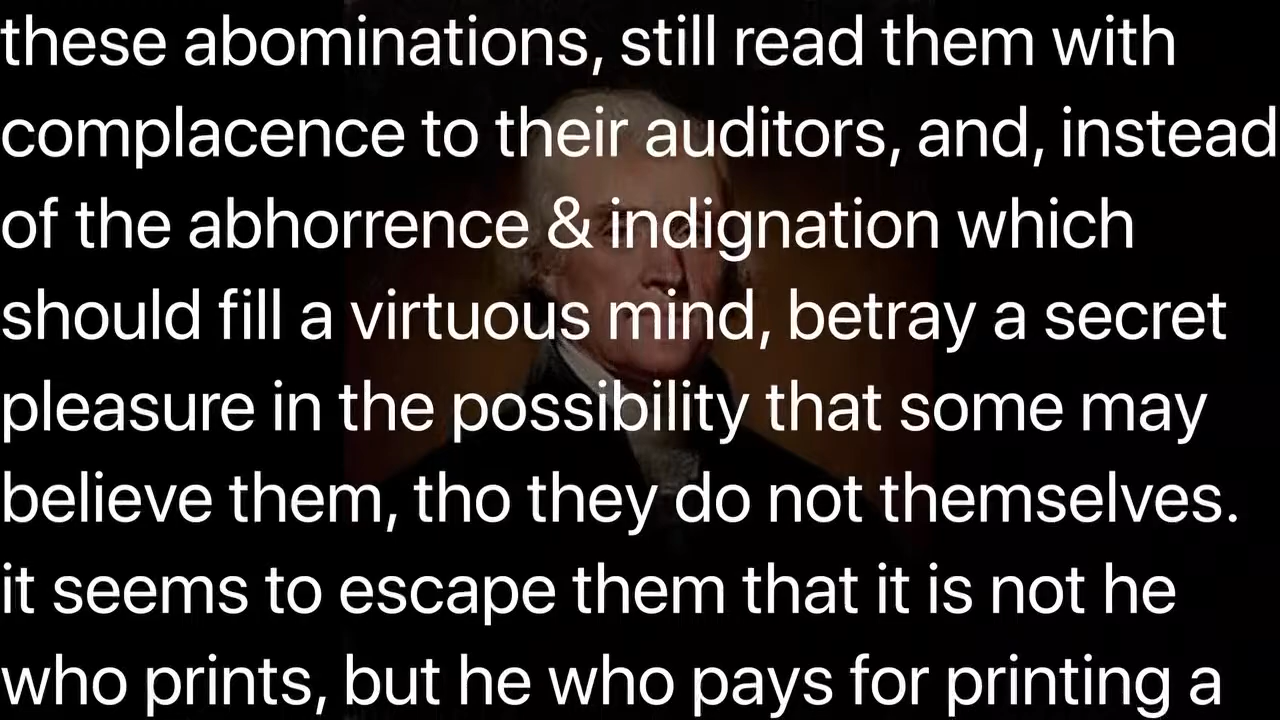 these abominations, still read them with
complacence to their auditors, and, instead
of the abhorrence & indignation which
should fill a virtuous mind, betray a secret
pleasure in the possibility that some may
believe them, tho they do not themselves.
it seems to escape them that it is not he
who prints, but he who pays for printing a